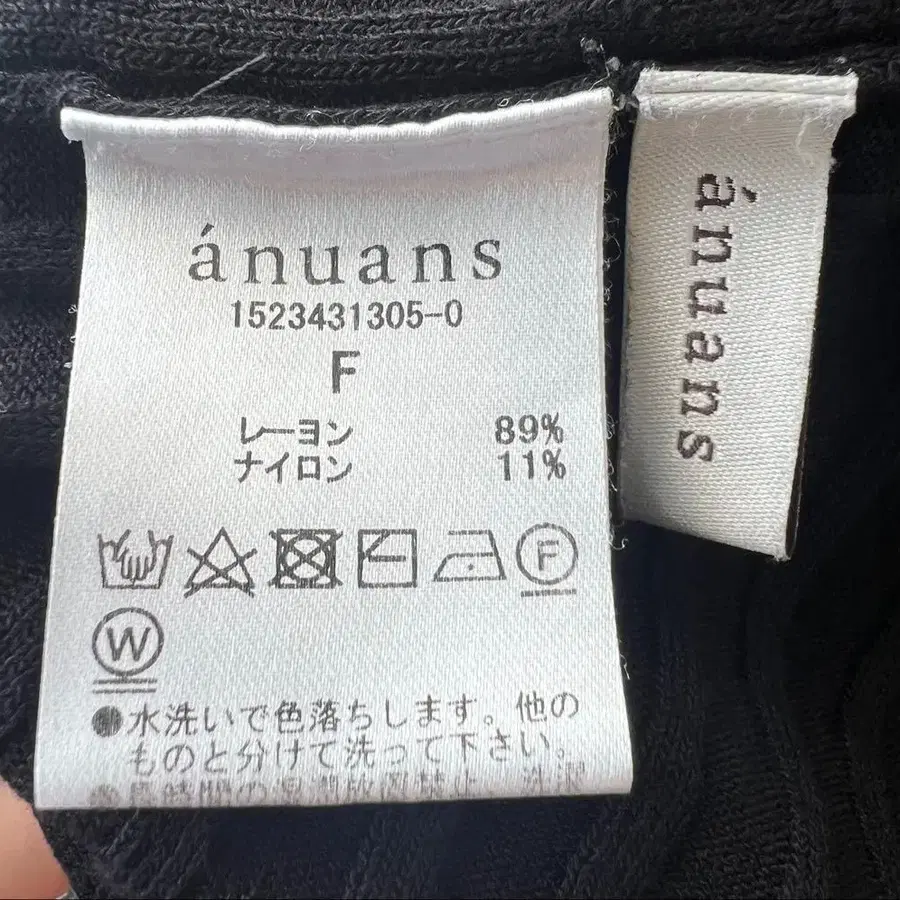 ánuans
1523431305-0
F
レーヨン 89%
ナイロン 11%
F
W
●水洗いで色落ちします。他の
ものと分けて洗って下さい。
ánuans